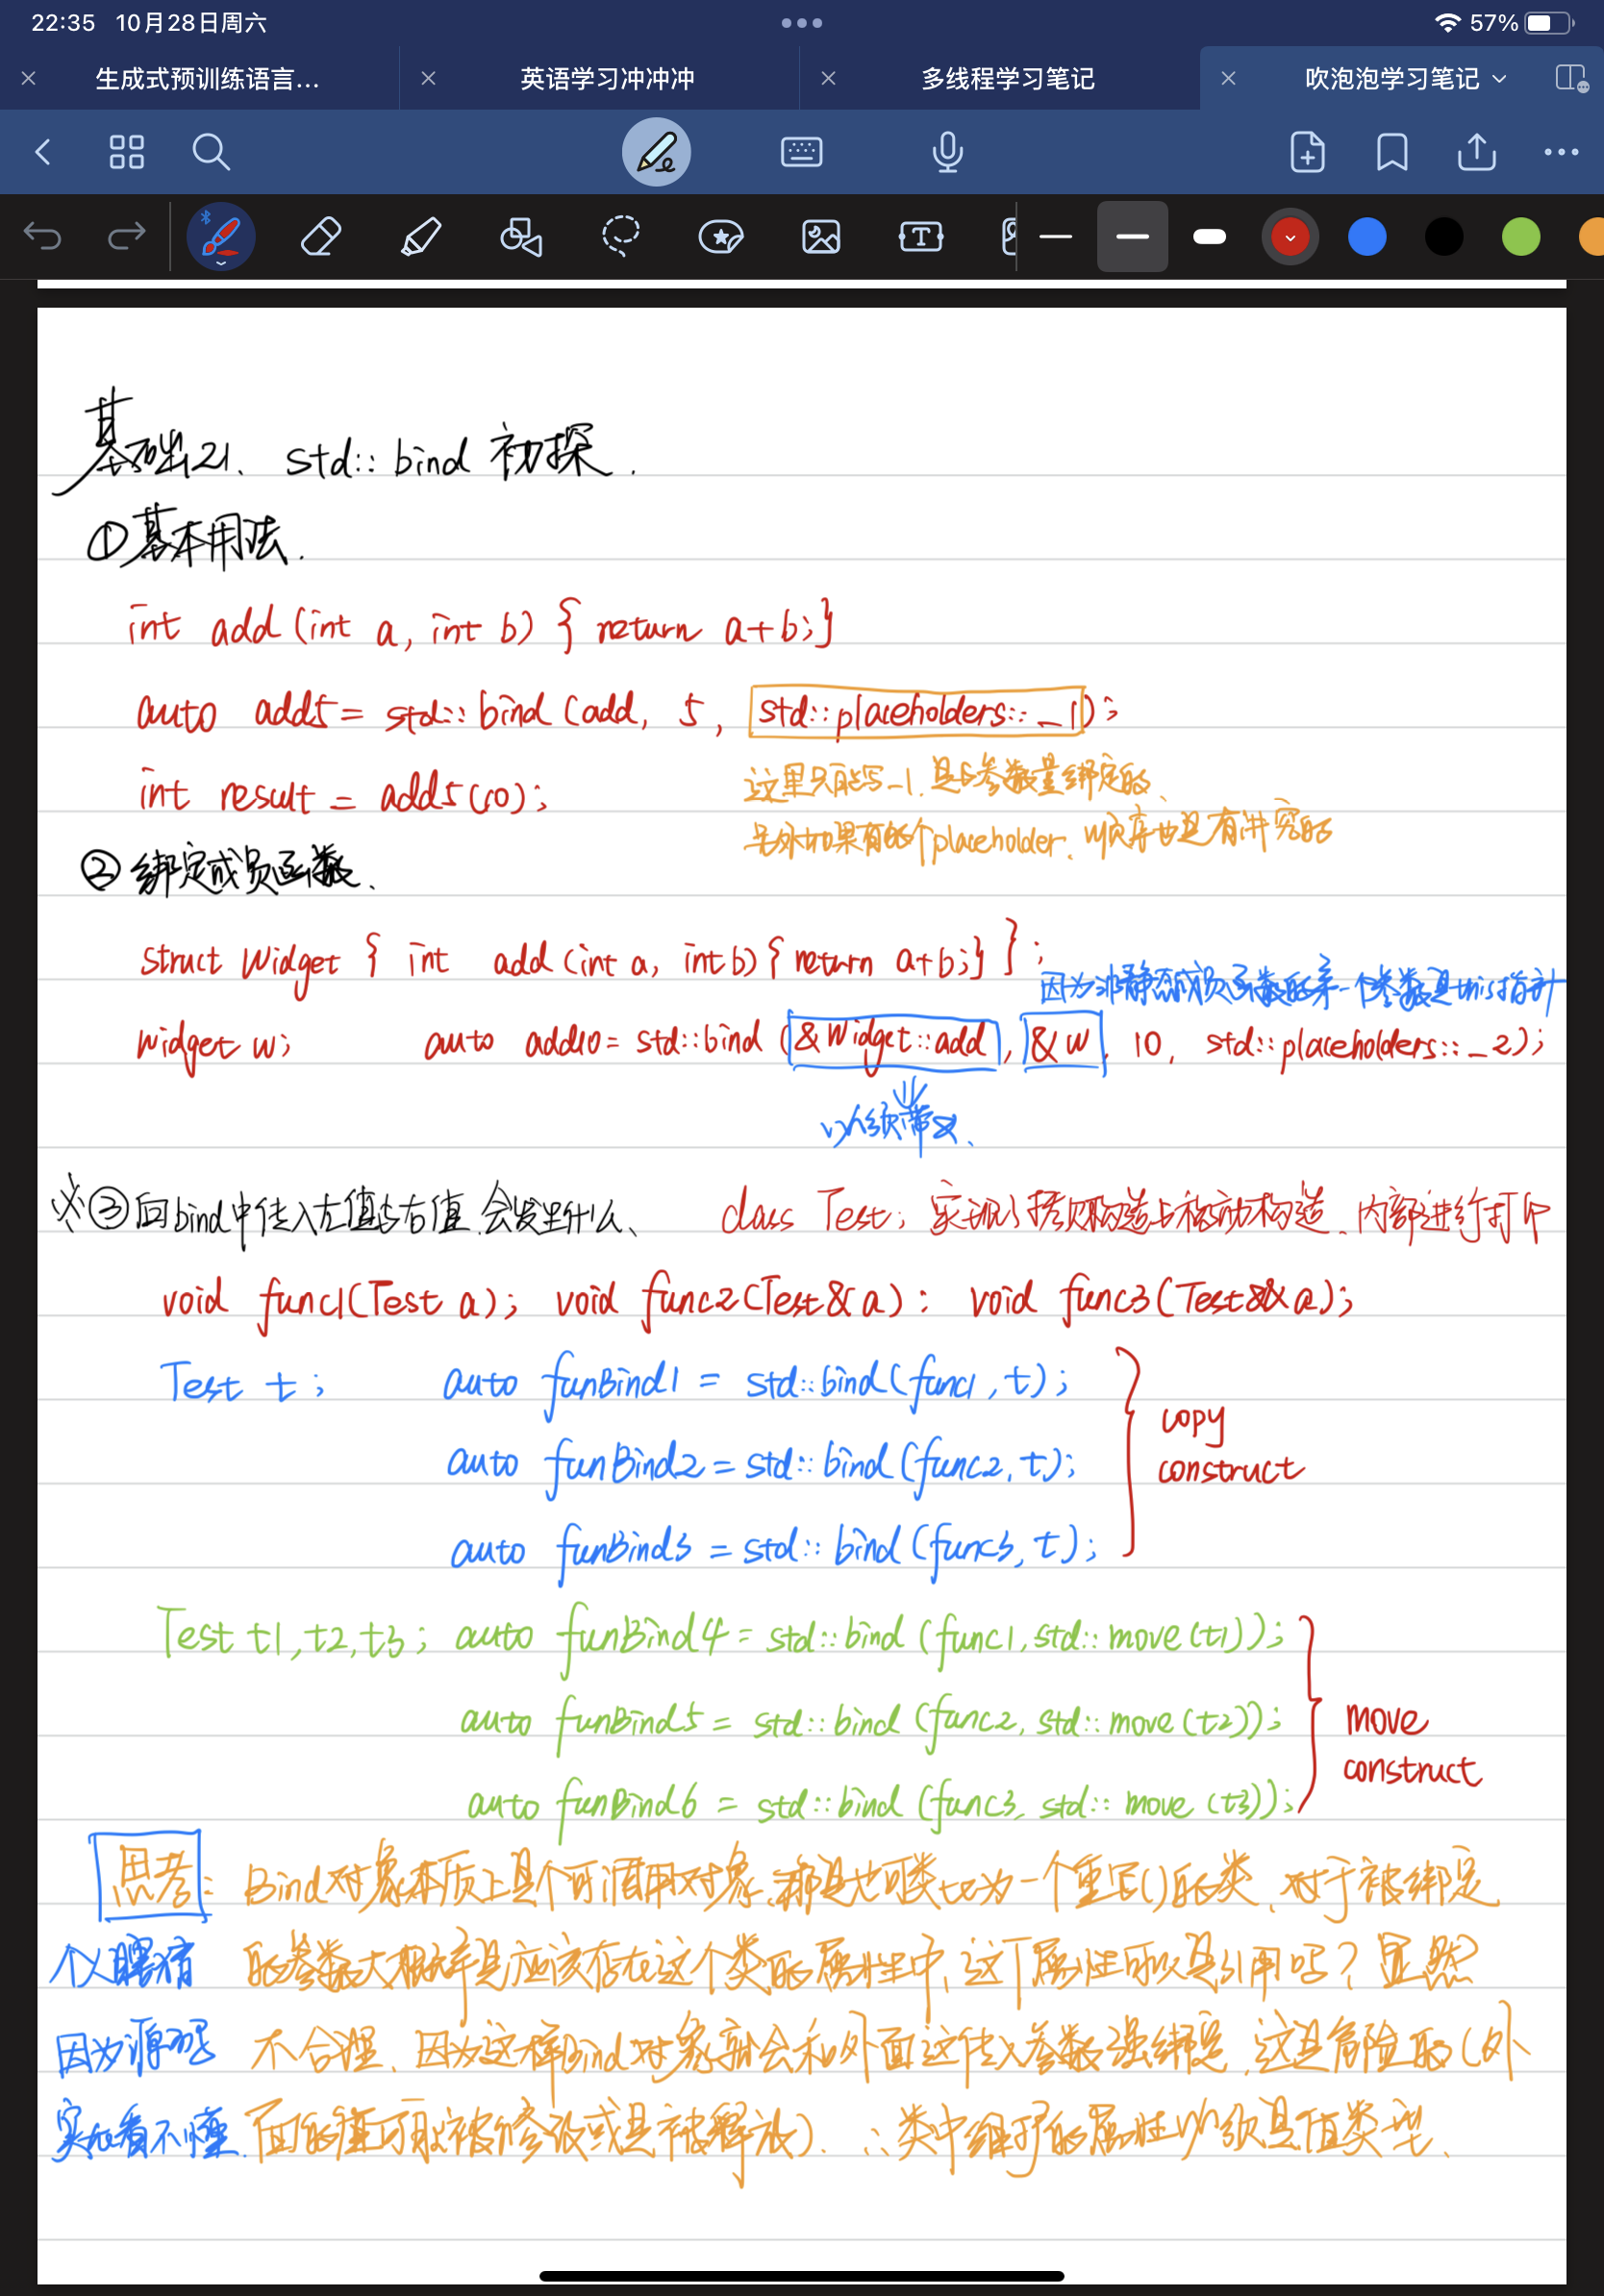 22:35 10月28日周六
57%
生成式预训练语言...
英语学习冲冲冲
多线程学习笔记
吹泡泡学习笔记
基础21、std::bind 初探.
①基本用法.
int add(int a, int b) { return a+b;}
auto add5= std::bind(add, 5, std::placeholders::_1);
int result = add5(10);
这里只能写_1,是与参数量绑定的、
另外如果有的个placeholder、顺序也是有讲究的
②绑定成员函数、
struct Widget { int add(int a, int b){ return a+b;} };
因为非静态成员函数的第一个参数是this指针
Widget w; auto add10= std::bind (&Widget::add, &w, 10, std::placeholders::_2);
必须带&、
※③向bind中传入左值与右值,会发生什么、 class Test; 实现了拷贝构造与移动构造、内部进行打印
void func1(Test a); void func2(Test& a); void func3(Test&& a);
Test t; auto funBind1 = std::bind(func1,t);
auto funBind2 = std::bind(func2,t);
auto funBind3 = std::bind(func3,t);
copy
construct
Test t1,t2,t3; auto funBind4 = std::bind(func1,std::move(t1));
auto funBind5 = std::bind(func2, std::move(t2));
auto funBind6 = std::bind(func3, std::move(t3));
move
construct
思考: Bind对象本质上是个可调用对象、那是也可类比为一个重写()的类、对于被绑定
仅瞎猜 的参数大概率是应该存在这个类的属性中、这个属性可以是引用吗?显然
因为源码 不合理、因为这样Bind对象就会和外面这传入参数强绑定、这是危险的(外
实在看不懂、面的值可以被修改或是被释放)、∴类中维护的属性必须是值类型、